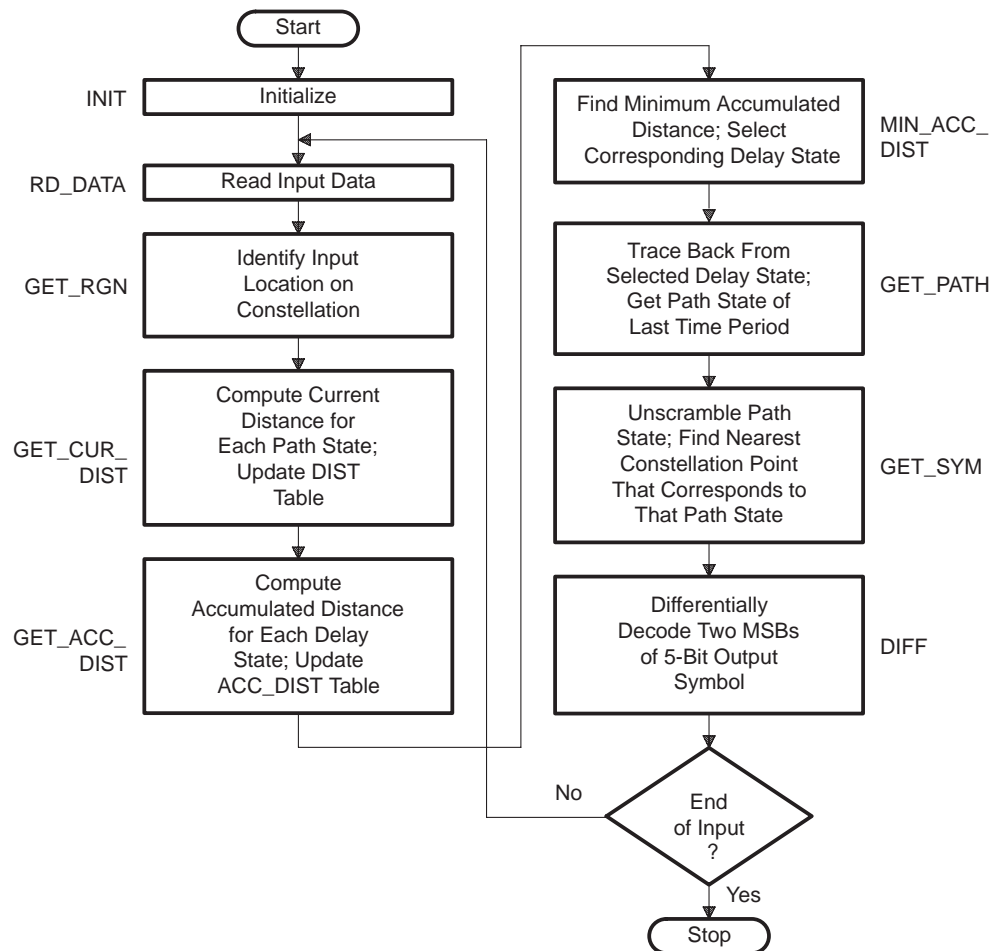 Start
INIT
Initialize
RD_DATA
Read Input Data
GET_RGN
Identify Input
Location on
Constellation
GET_CUR_
DIST
Compute Current
Distance for
Each Path State;
Update DIST
Table
GET_ACC_
DIST
Compute
Accumulated Distance
for Each Delay
State; Update
ACC_DIST Table
Find Minimum Accumulated
Distance; Select
Corresponding Delay State
MIN_ACC_
DIST
Trace Back From
Selected Delay State;
Get Path State of
Last Time Period
GET_PATH
Unscramble Path
State; Find Nearest
Constellation Point
That Corresponds to
That Path State
GET_SYM
Differentially
Decode Two MSBs
of 5-Bit Output
Symbol
DIFF
No
End
of Input
?
Yes
Stop